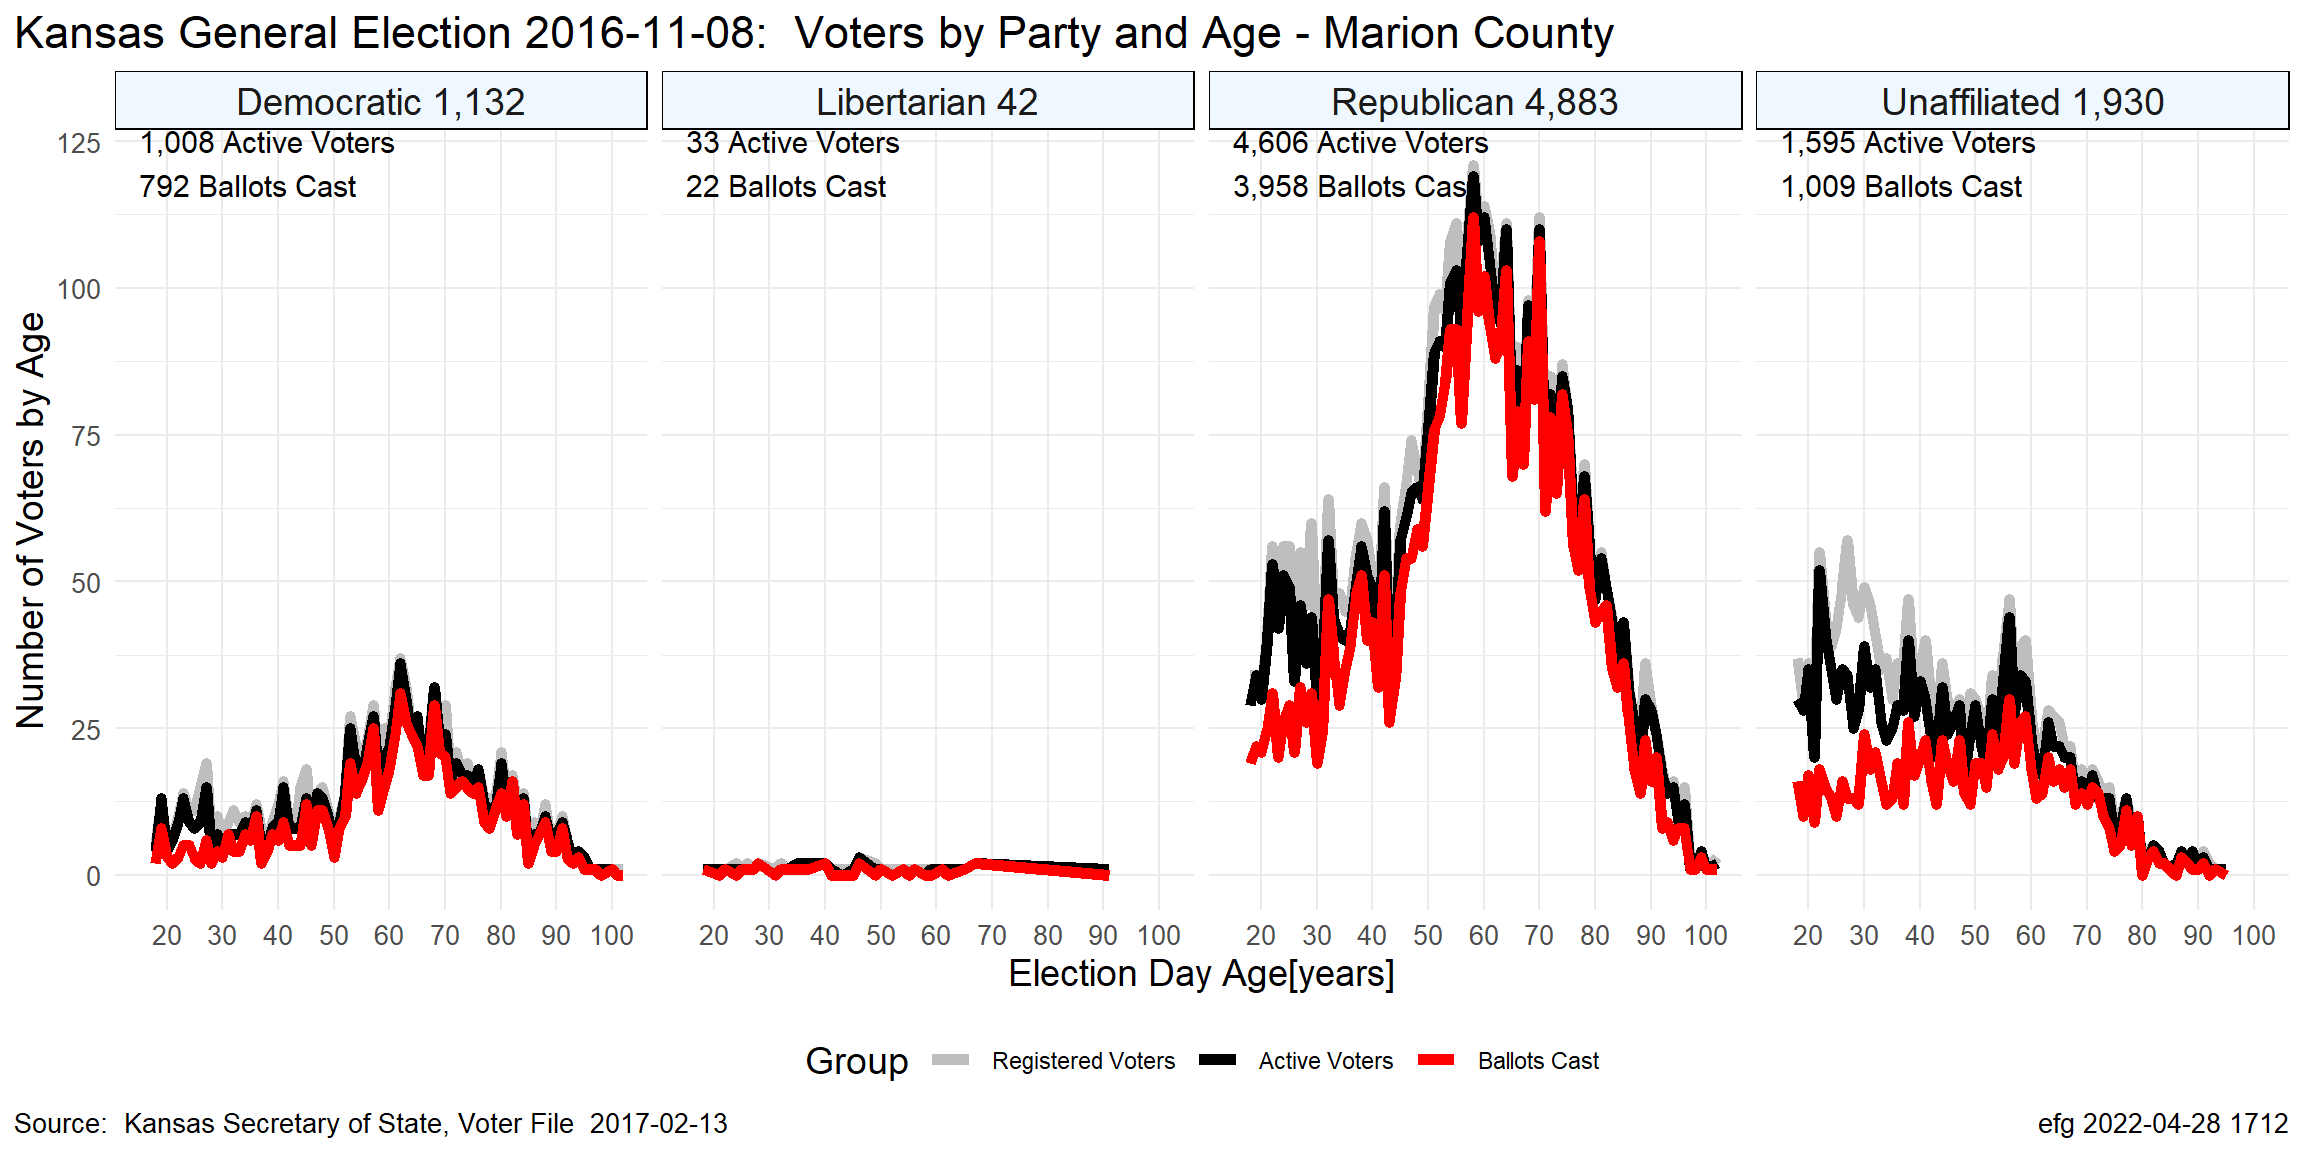 Kansas General Election 2016-11-08:  Voters by Party and Age - Marion County
Democratic 1,132
Libertarian 42
Republican 4,883
Unaffiliated 1,930
1,008 Active Voters
792 Ballots Cast
33 Active Voters
22 Ballots Cast
4,606 Active Voters
3,958 Ballots Cast
1,595 Active Voters
1,009 Ballots Cast
Number of Voters by Age
125
100
75
50
25
0
20 30 40 50 60 70 80 90 100
20 30 40 50 60 70 80 90 100
20 30 40 50 60 70 80 90 100
20 30 40 50 60 70 80 90 100
Election Day Age[years]
Group Registered Voters Active Voters Ballots Cast
Source:  Kansas Secretary of State, Voter File  2017-02-13
efg 2022-04-28 1712